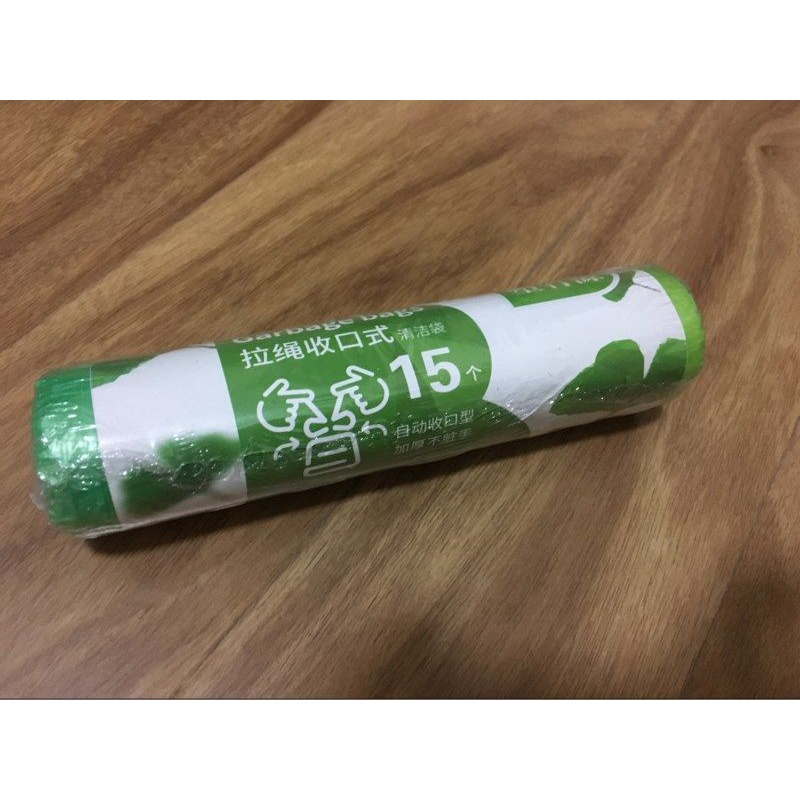 Garbage bags
拉绳收口式 清洁袋
15个
自动收口型
加厚不脏手